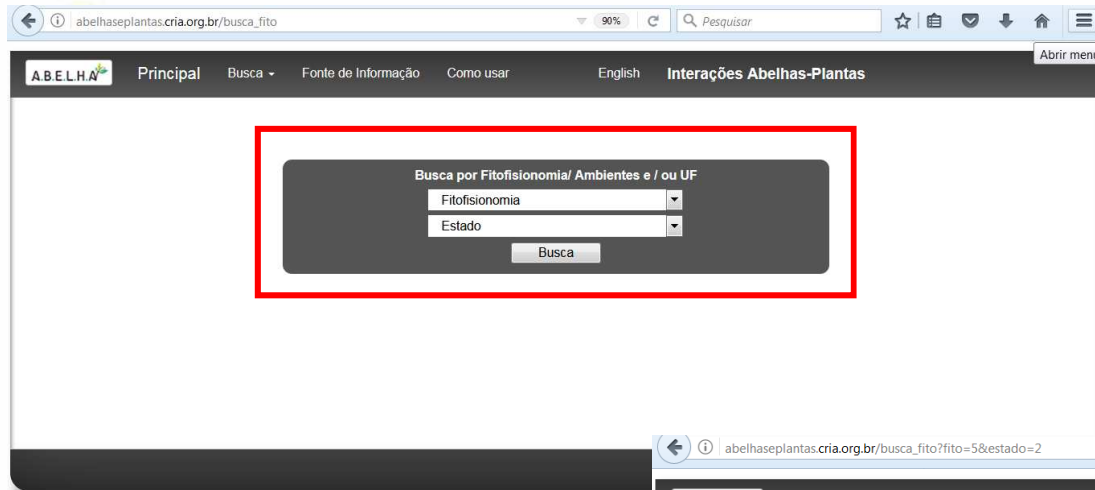 abelhaseplantas.cria.org.br/busca_fito 90% Pesquisar
Abrir menu
A.B.E.L.H.A Principal Busca Fonte de Informação Como usar English Interações Abelhas-Plantas
Busca por Fitofisionomia/ Ambientes e / ou UF
Fitofisionomia
Estado
Busca
abelhaseplantas.cria.org.br/busca_fito?fito=5&estado=2